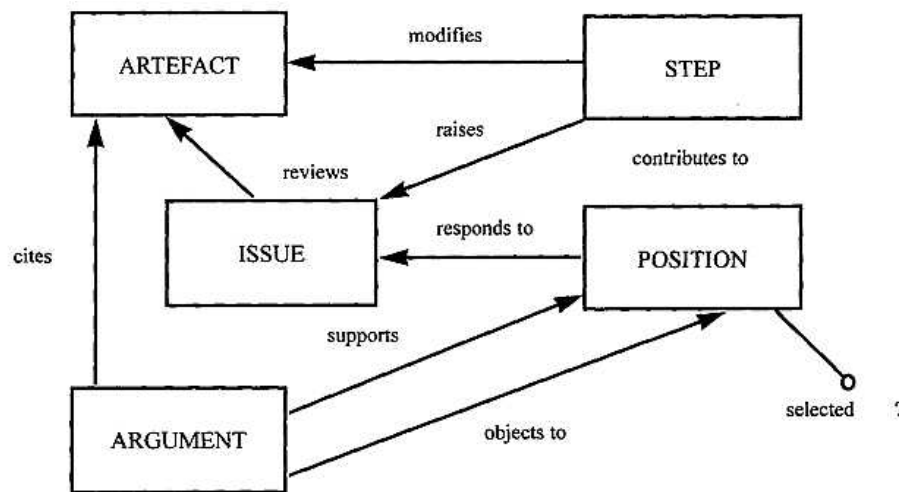 modifies
ARTEFACT
STEP
raises
contributes to
reviews
cites
ISSUE
responds to
POSITION
supports
selected ?
ARGUMENT
objects to